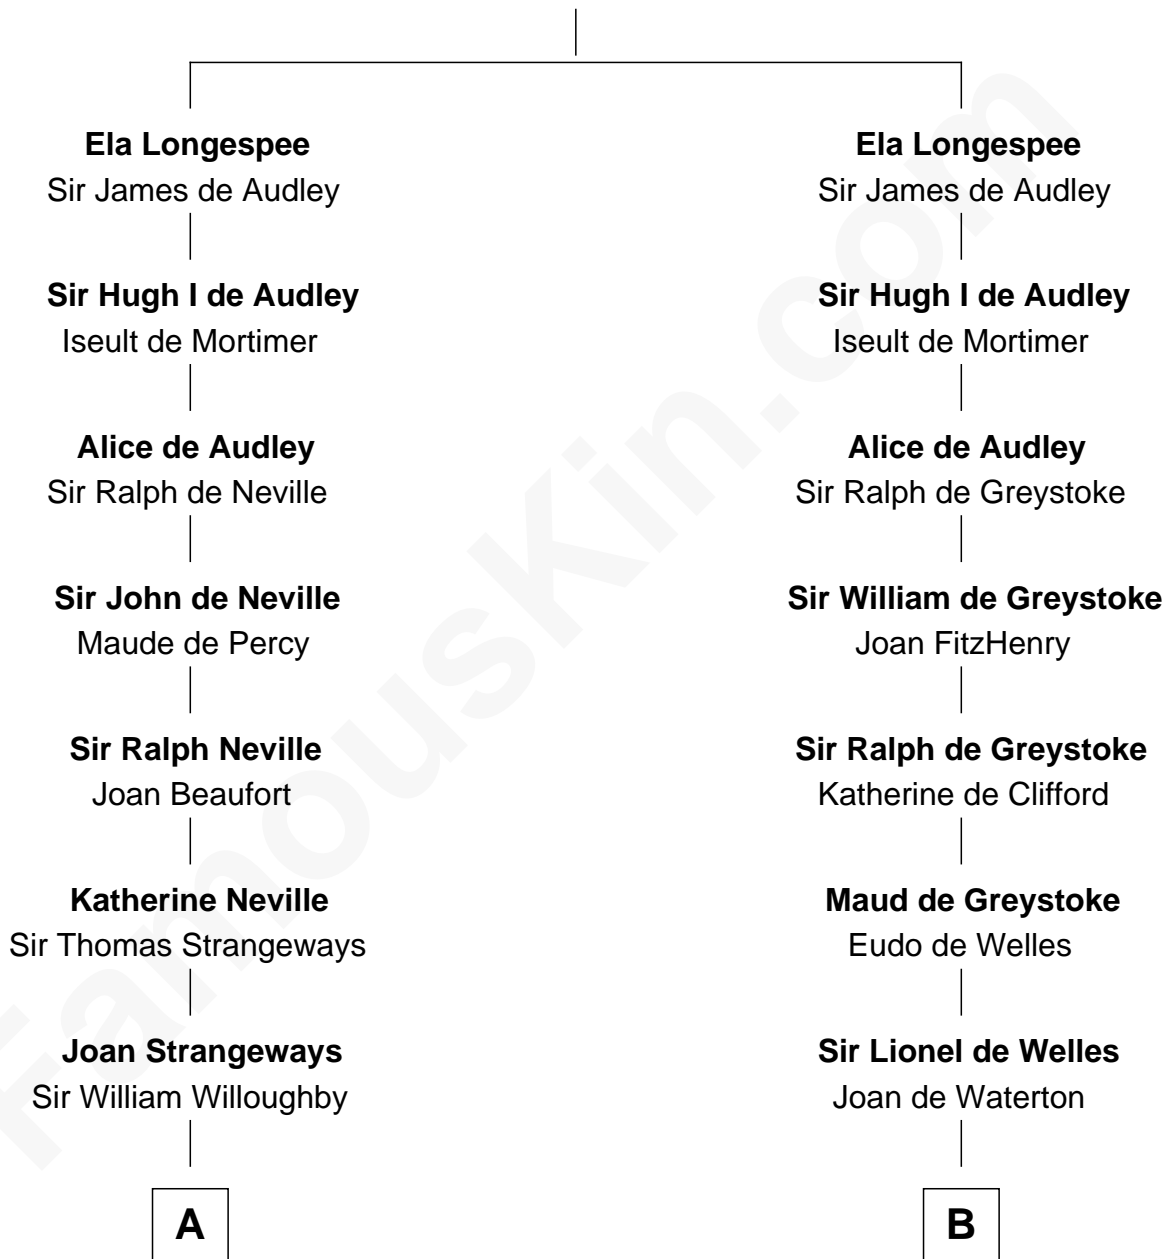 Ela Longespee
Sir James de Audley
Sir Hugh I de Audley
Iseult de Mortimer
Alice de Audley
Sir Ralph de Neville
Sir John de Neville
Maude de Percy
Sir Ralph Neville
Joan Beaufort
Katherine Neville
Sir Thomas Strangeways
Joan Strangeways
Sir William Willoughby
A
Ela Longespee
Sir James de Audley
Sir Hugh I de Audley
Iseult de Mortimer
Alice de Audley
Sir Ralph de Greystoke
Sir William de Greystoke
Joan FitzHenry
Sir Ralph de Greystoke
Katherine de Clifford
Maud de Greystoke
Eudo de Welles
Sir Lionel de Welles
Joan de Waterton
B
FamousKin.com